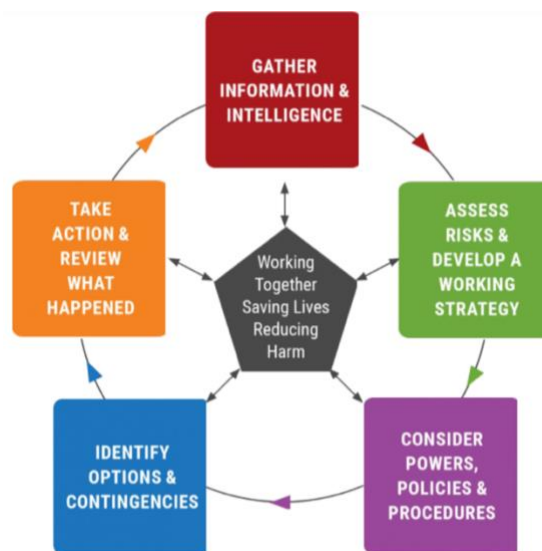 GATHER
INFORMATION &
INTELLIGENCE
ASSESS
RISKS &
DEVELOP A
WORKING
STRATEGY
CONSIDER
POWERS,
POLICIES &
PROCEDURES
IDENTIFY
OPTIONS &
CONTINGENCIES
TAKE
ACTION &
REVIEW
WHAT
HAPPENED
Working
Together
Saving Lives
Reducing
Harm